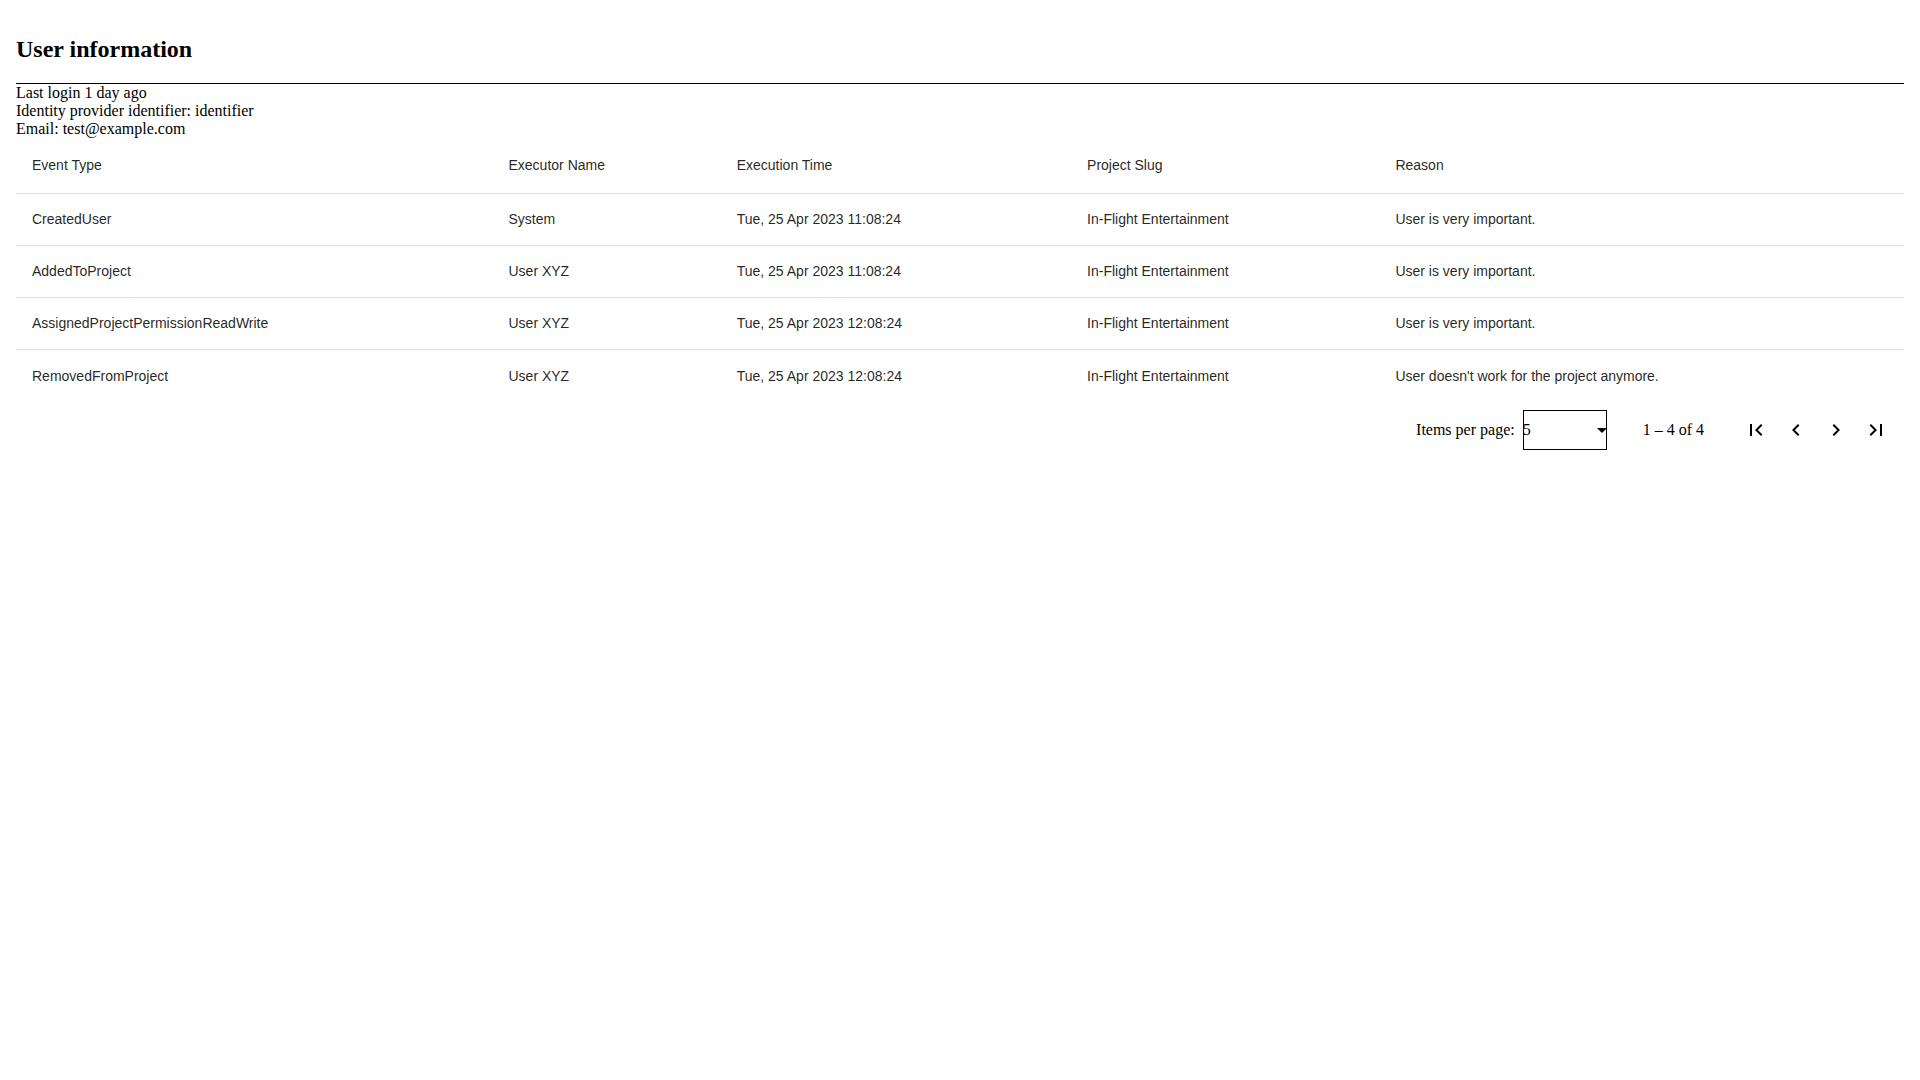 User information
Last login 1 day ago
Identity provider identifier: identifier
Email: test@example.com
Event Type Executor Name Execution Time Project Slug Reason
CreatedUser System Tue, 25 Apr 2023 11:08:24 In-Flight Entertainment User is very important.
AddedToProject User XYZ Tue, 25 Apr 2023 11:08:24 In-Flight Entertainment User is very important.
AssignedProjectPermissionReadWrite User XYZ Tue, 25 Apr 2023 12:08:24 In-Flight Entertainment User is very important.
RemovedFromProject User XYZ Tue, 25 Apr 2023 12:08:24 In-Flight Entertainment User doesn't work for the project anymore.
Items per page: 5 1 – 4 of 4